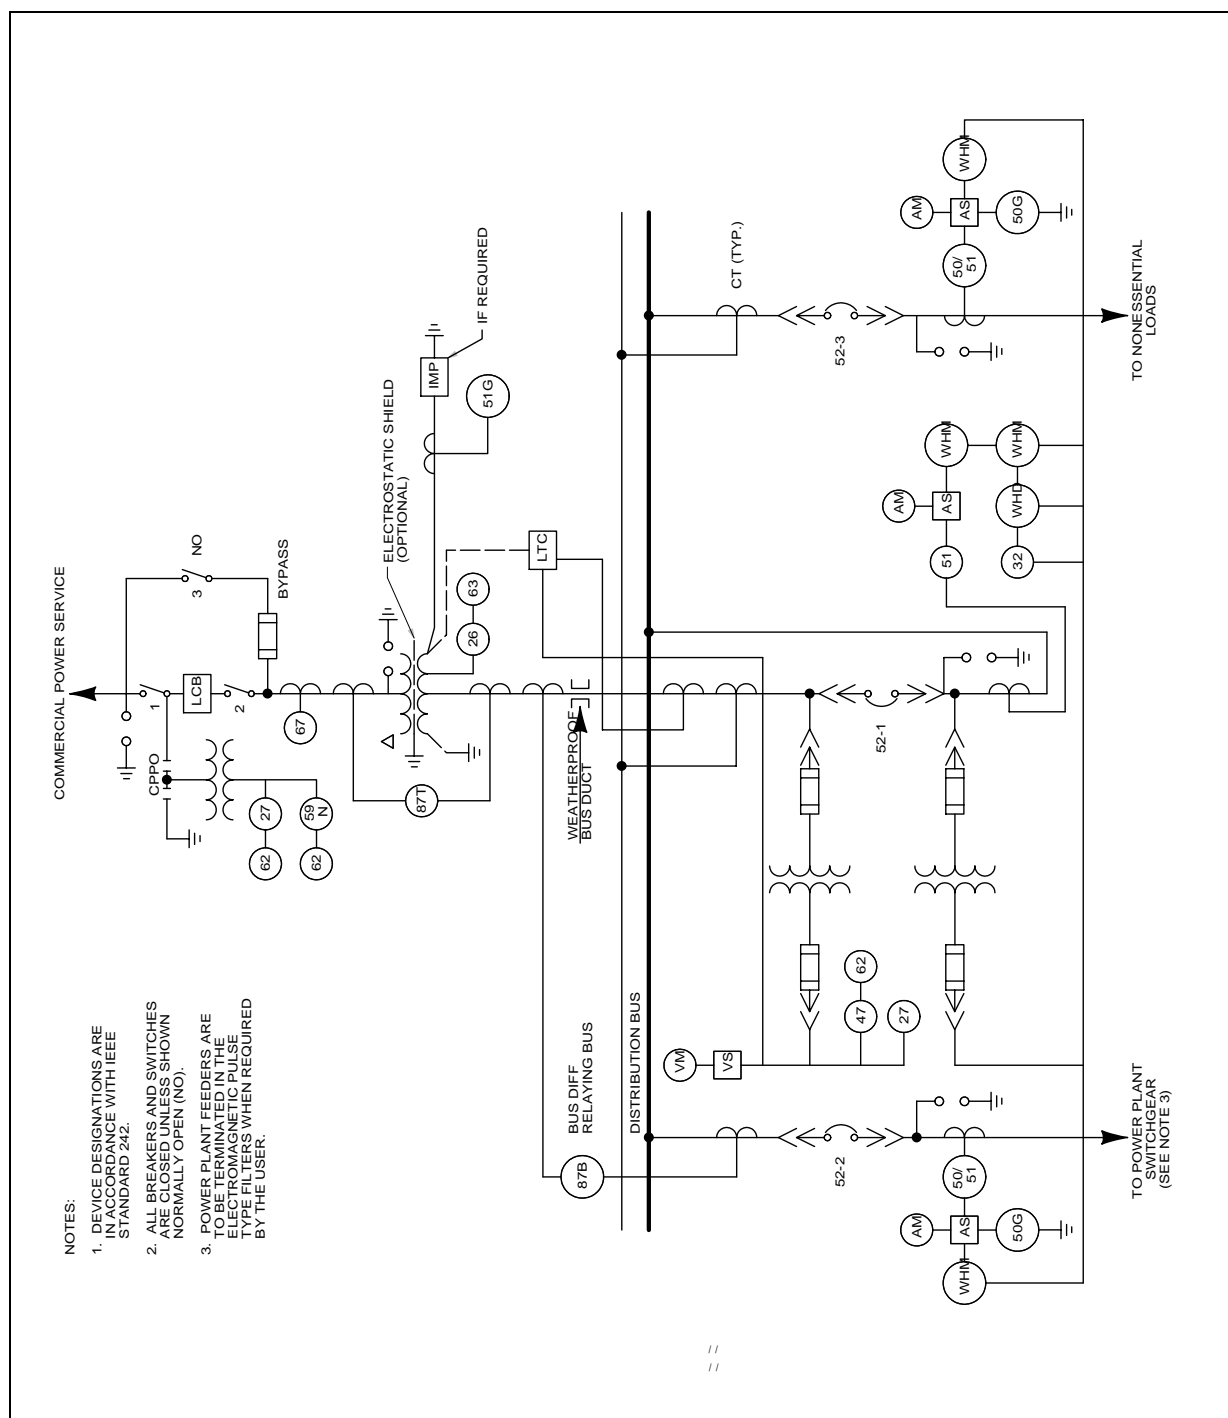 COMMERCIAL POWER SERVICE
NO
3
BYPASS
1
LCB
2
67
CPPO
27
62
59
N
62
ELECTROSTATIC SHIELD
(OPTIONAL)
IMP
IF REQUIRED
51G
63
26
LTC
87T
WEATHERPROOF
BUS DUCT
NOTES:
1. DEVICE DESIGNATIONS ARE
IN ACCORDANCE WITH IEEE
STANDARD 242.
2. ALL BREAKERS AND SWITCHES
ARE CLOSED UNLESS SHOWN
NORMALLY OPEN (NO).
3. POWER PLANT FEEDERS ARE
TO BE TERMINATED IN THE
ELECTROMAGNETIC PULSE
TYPE FILTERS WHEN REQUIRED
BY THE USER.
BUS DIFF
RELAYING BUS
87B
DISTRIBUTION BUS
CT (TYP.)
VM
VS
47
62
27
52-2
52-1
52-3
AM
WHM
AS
50/
51
50G
AM
51
AS
WHM
32
WHD
WHM
AM
50/
51
AS
WHM
50G
TO POWER PLANT
SWITCHGEAR
(SEE NOTE 3)
TO NONESSENTIAL
LOADS
//
//